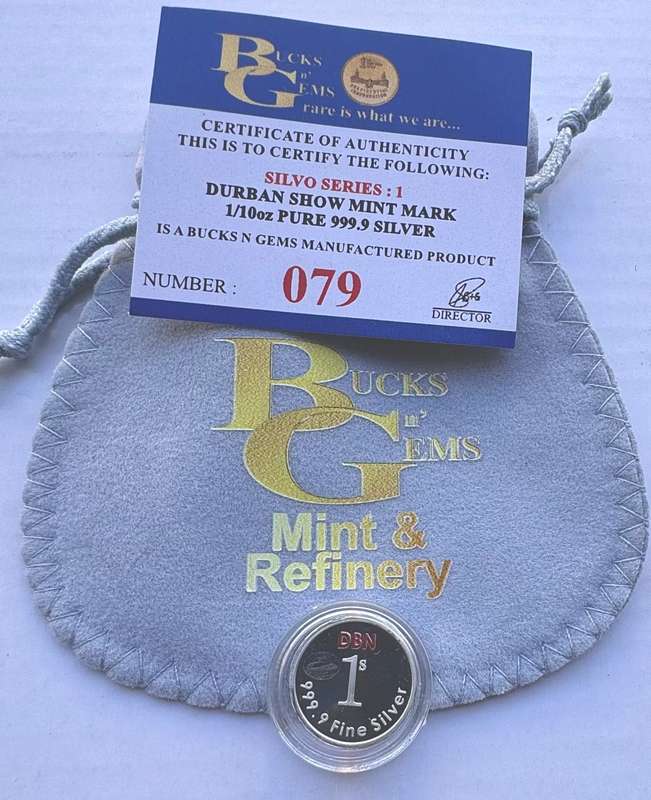 BUCKS
n'
GEMS
rare is what we are...
CERTIFICATE OF AUTHENTICITY
THIS IS TO CERTIFY THE FOLLOWING:
SILVO SERIES : 1
DURBAN SHOW MINT MARK
1/10oz PURE 999.9 SILVER
IS A BUCKS N GEMS MANUFACTURED PRODUCT
NUMBER : 079
DIRECTOR
BUCKS
n'
GEMS
Mint &
Refinery
DBN
1s
999.9 Fine Silver